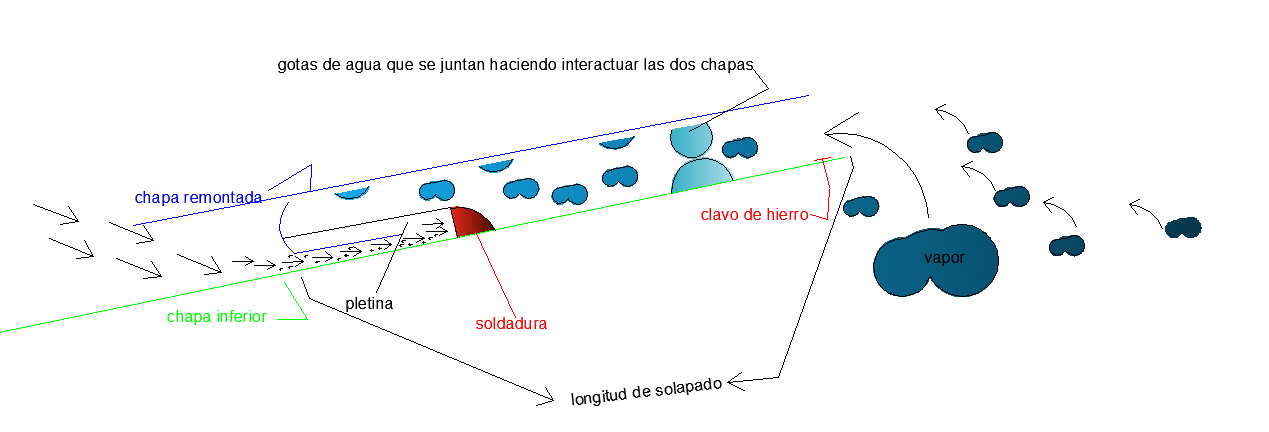 gotas de agua que se juntan haciendo interactuar las dos chapas
chapa remontada
clavo de hierro
vapor
pletina
chapa inferior
soldadura
longitud de solapado